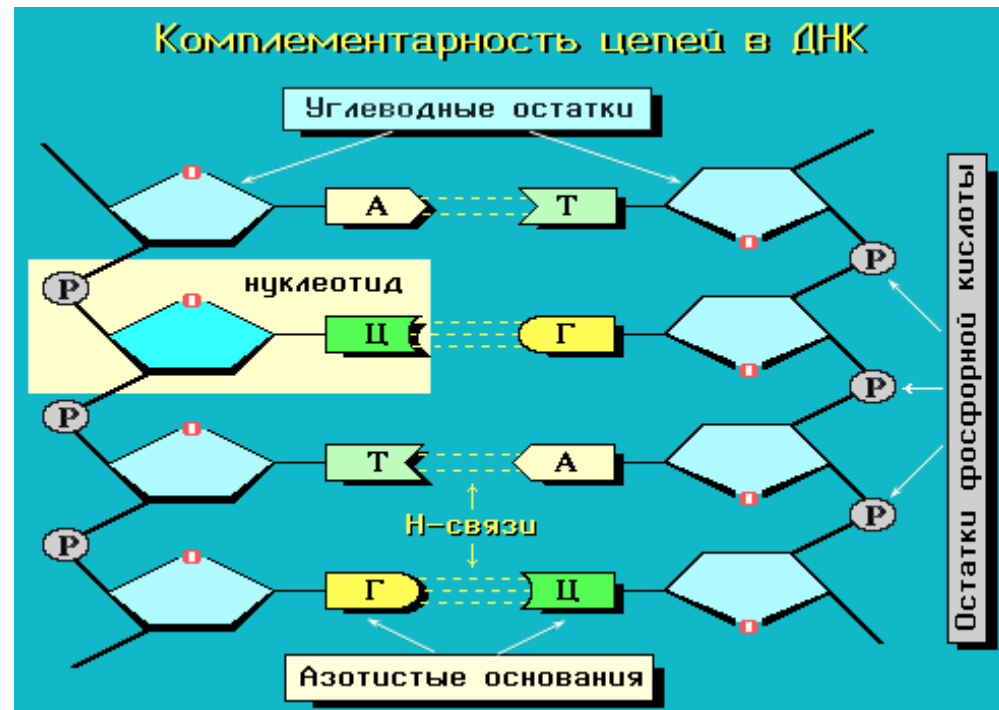 Комплементарность цепей в ДНК
Углеводные остатки
O
O
А
Т
P
P
нуклеотид
O
O
Ц
Г
P
P
O
O
Т
А
P
P
Н-связи
O
O
Г
Ц
Азотистые основания
Остатки фосфорной кислоты